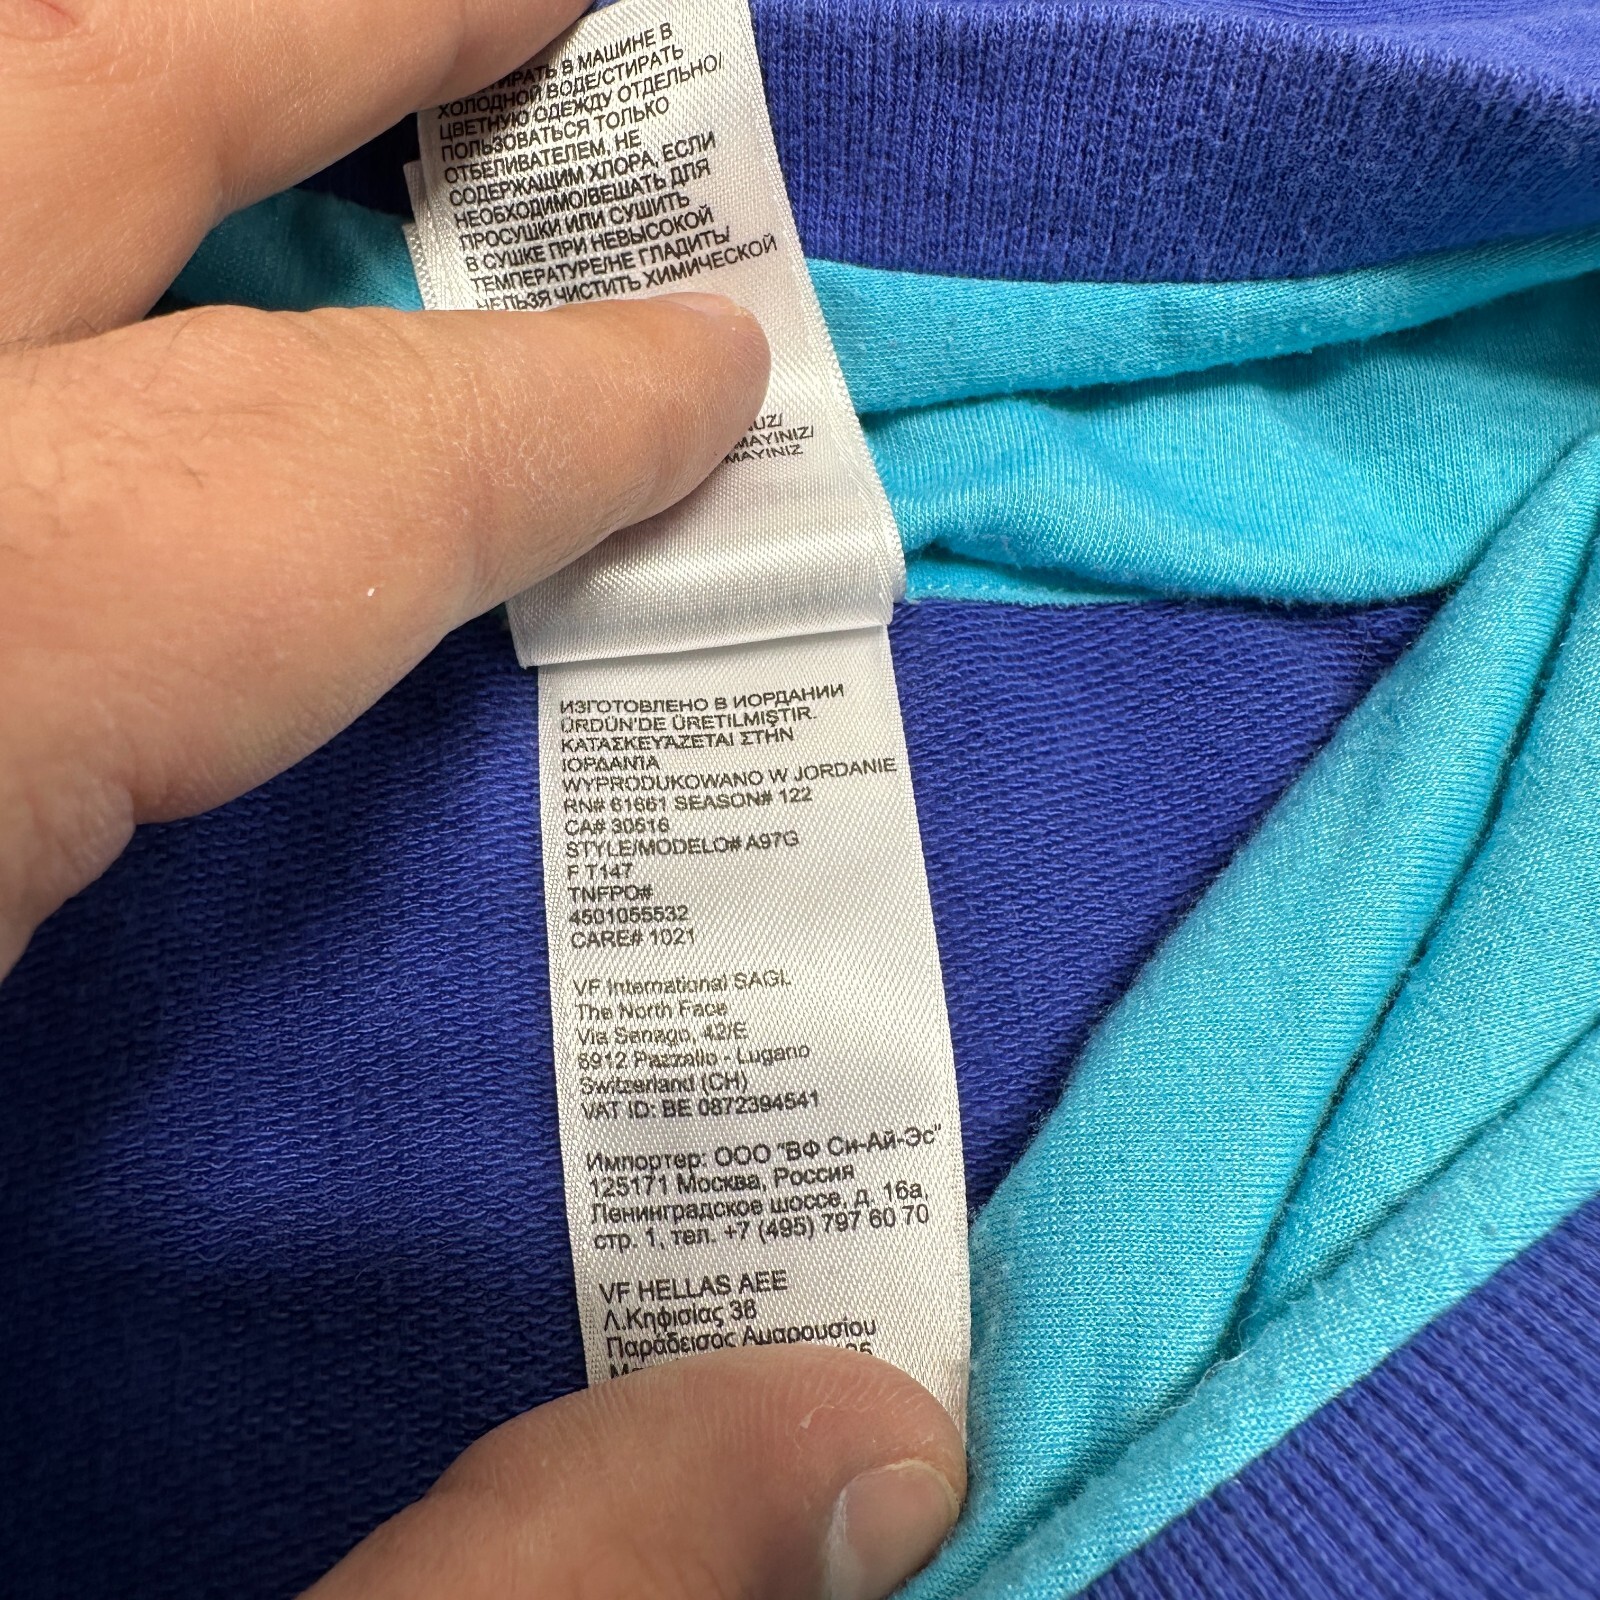 СТИРАТЬ В МАШИНЕ В
ХОЛОДНОЙ ВОДЕ/СТИРАТЬ
ЦВЕТНУЮ ОДЕЖДУ ОТДЕЛЬНО/
ПОЛЬЗОВАТЬСЯ ТОЛЬКО
ОТБЕЛИВАТЕЛЕМ, НЕ
СОДЕРЖАЩИМ ХЛОРА, ЕСЛИ
НЕОБХОДИМО/ВЕШАТЬ ДЛЯ
ПРОСУШКИ ИЛИ СУШИТЬ
В СУШКЕ ПРИ НЕВЫСОКОЙ
ТЕМПЕРАТУРЕ/НЕ ГЛАДИТЬ/
НЕЛЬЗЯ ЧИСТИТЬ ХИМИЧЕСКОЙ
ИЗГОТОВЛЕНО В ИОРДАНИИ
ÜRDÜN'DE ÜRETILMIŞTIR.
ΚΑΤΑΣΚΕΥΆΖΕΤΑΙ ΣΤΗΝ
ΙΟΡΔΑΝΊΑ
WYPRODUKOWANO W JORDANIE
RN# 61661 SEASON# 122
CA# 30516
STYLE/MODELO# A97G
F T147
TNFPO#
4501055532
CARE# 1021
VF International SAGL
The North Face
Via Senago, 42/E
6912 Pazzallo - Lugano
Switzerland (CH)
VAT ID: BE 0872394541
Импортер: ООО "ВФ Си-Ай-Эс"
125171 Москва, Россия
Ленинградское шоссе, д. 16а,
стр. 1, тел. +7 (495) 797 60 70
VF HELLAS AEE
Λ.Κηφισίας 38
Παράδεισος Αμαρουσίου